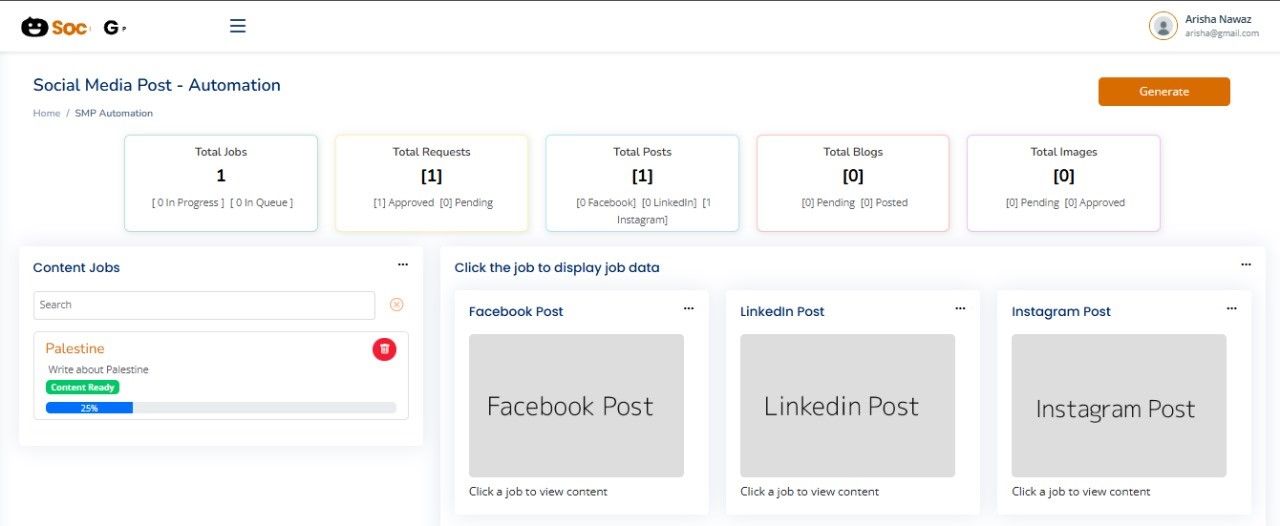 Soc G P
Arisha Nawaz
arisha@gmail.com
Social Media Post - Automation
Generate
Home / SMP Automation
Total Jobs
1
[ 0 In Progress ] [ 0 In Queue ]
Total Requests
[1]
[1] Approved [0] Pending
Total Posts
[1]
[0 Facebook] [0 LinkedIn] [1
Instagram]
Total Blogs
[0]
[0] Pending [0] Posted
Total Images
[0]
[0] Pending [0] Approved
Content Jobs
Search
Palestine
Write about Palestine
Content Ready
25%
Click the job to display job data
Facebook Post
Facebook Post
Click a job to view content
LinkedIn Post
Linkedin Post
Click a job to view content
Instagram Post
Instagram Post
Click a job to view content